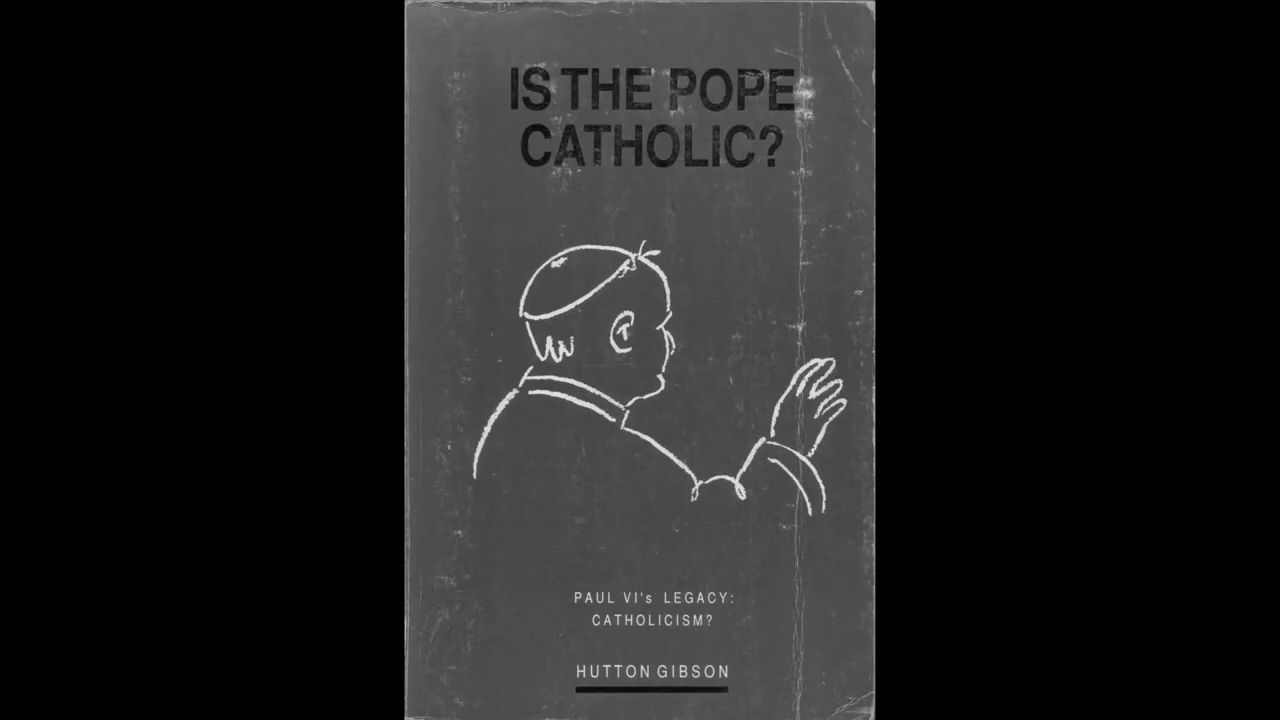 IS THE POPE
CATHOLIC?
PAUL VI's LEGACY:
CATHOLICISM?
HUTTON GIBSON